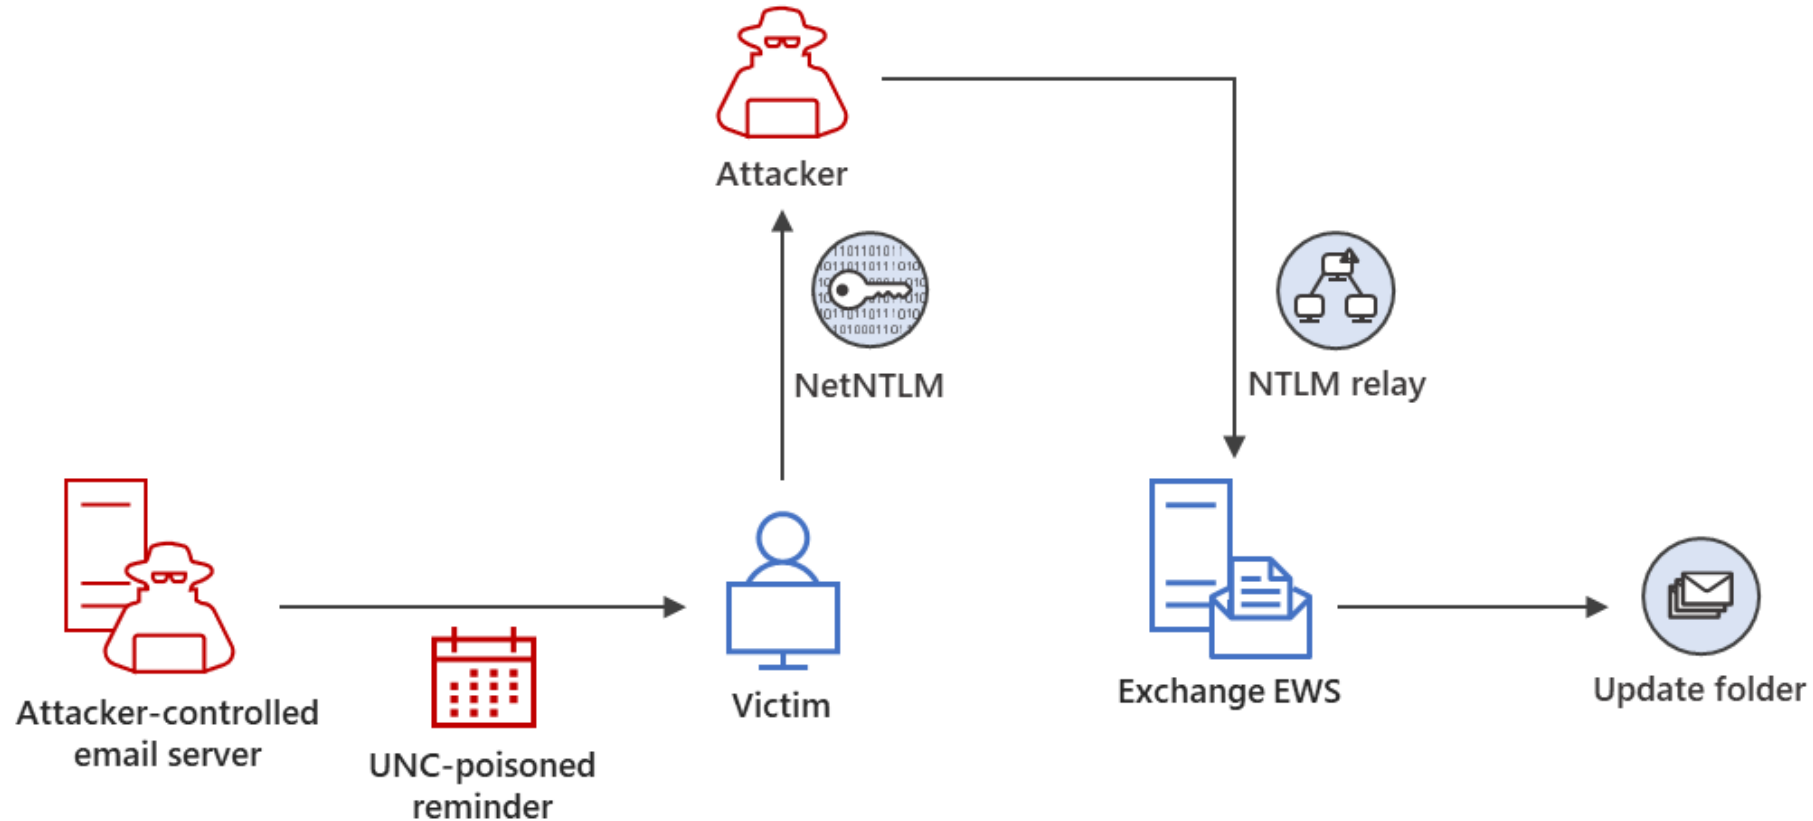 Attacker
NetNTLM
NTLM relay
Attacker-controlled
email server
UNC-poisoned
reminder
Victim
Exchange EWS
Update folder